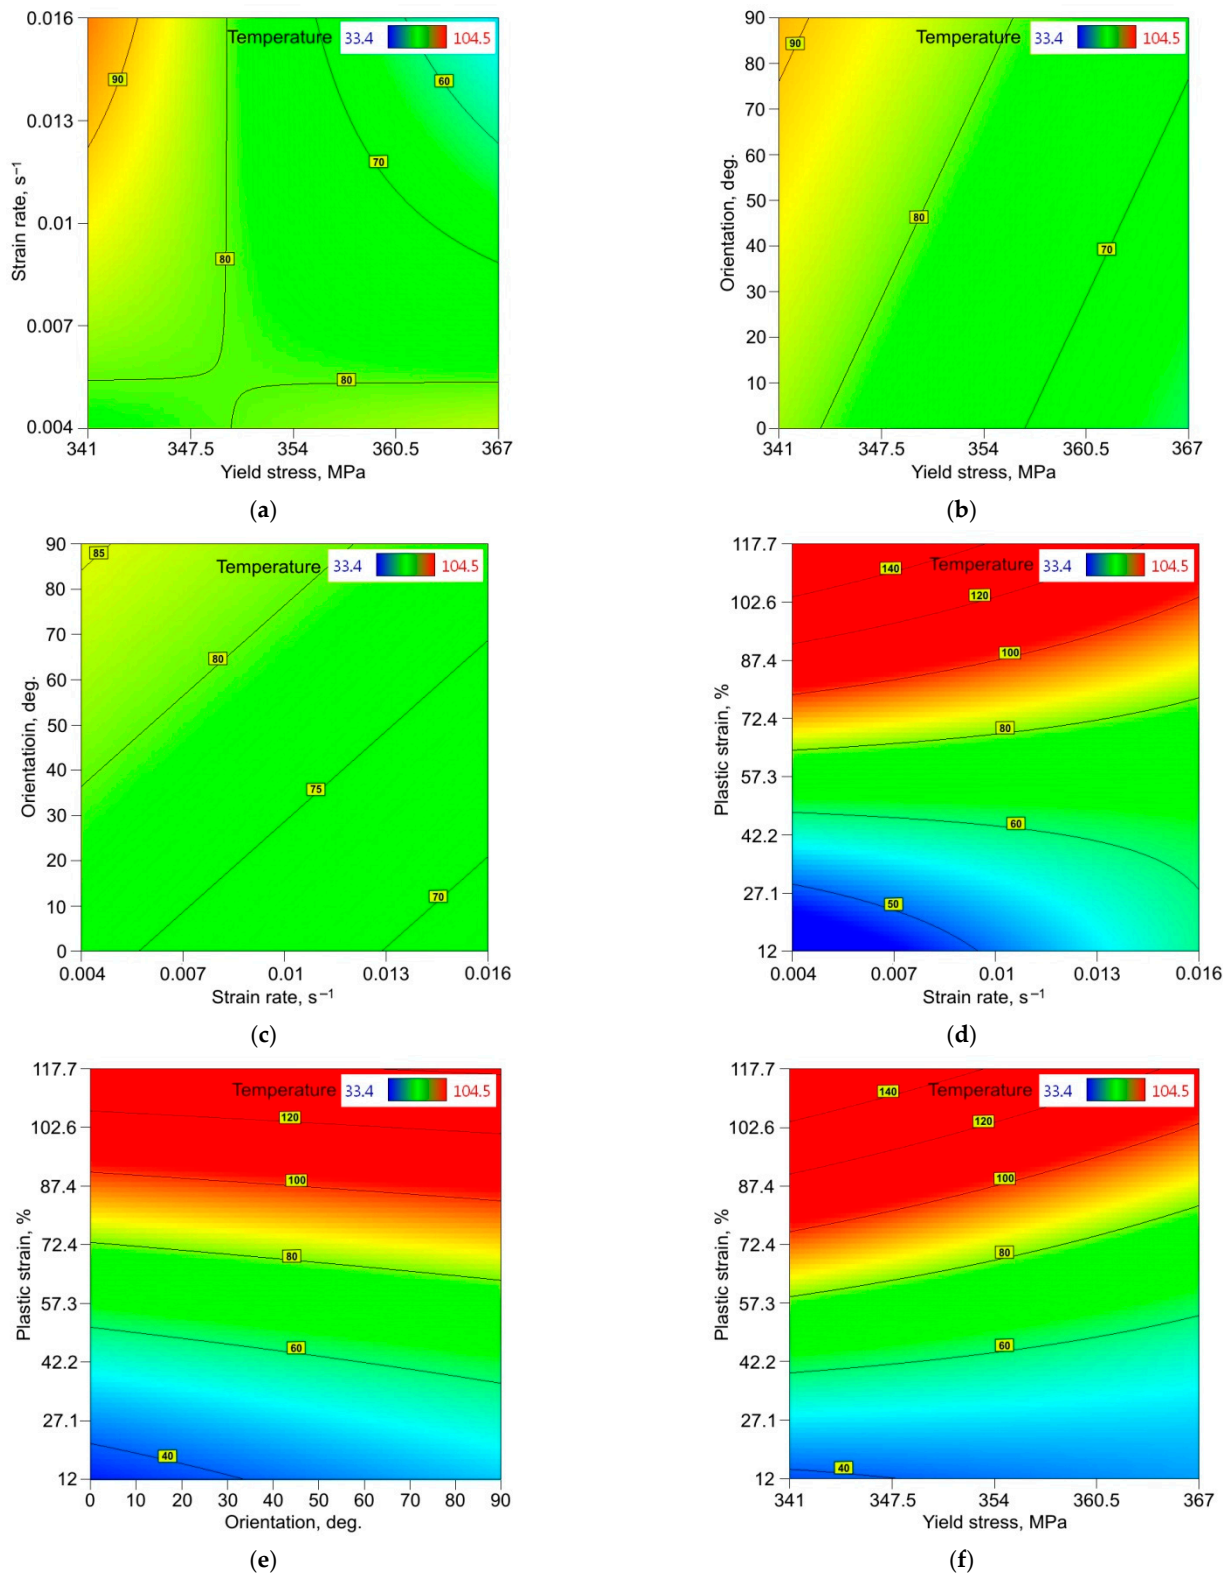 0.016
Temperature 33.4 104.5
90
60
0.013
70
Strain rate, s−1
0.01
80
0.007
80
0.004
341 347.5 354 360.5 367
Yield stress, MPa
(a)
90
Temperature 33.4 104.5
90
80
70
60
Orientation, deg.
50
80
40
70
30
20
10
0
341 347.5 354 360.5 367
Yield stress, MPa
(b)
90
85
Temperature 33.4 104.5
80
70
80
60
Orientatioin, deg.
50
40
75
30
20
10
70
0
0.004 0.007 0.01 0.013 0.016
Strain rate, s−1
(c)
117.7
Temperature 33.4 104.5
140
120
102.6
100
87.4
Plastic strain, %
72.4
80
57.3
60
42.2
27.1
50
12
0.004 0.007 0.01 0.013 0.016
Strain rate, s−1
(d)
117.7
Temperature 33.4 104.5
120
102.6
100
87.4
Plastic strain, %
72.4
80
57.3
60
42.2
27.1
40
12
0 10 20 30 40 50 60 70 80 90
Orientation, deg.
(e)
117.7
Temperature 33.4 104.5
140
120
102.6
100
87.4
Plastic strain, %
72.4
80
57.3
60
42.2
27.1
40
12
341 347.5 354 360.5 367
Yield stress, MPa
(f)